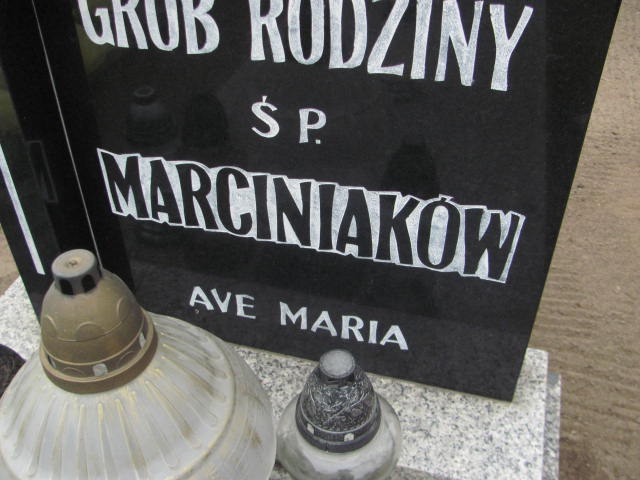 GRÓB RODZINY
Ś P.
MARCINIAKÓW
AVE MARIA